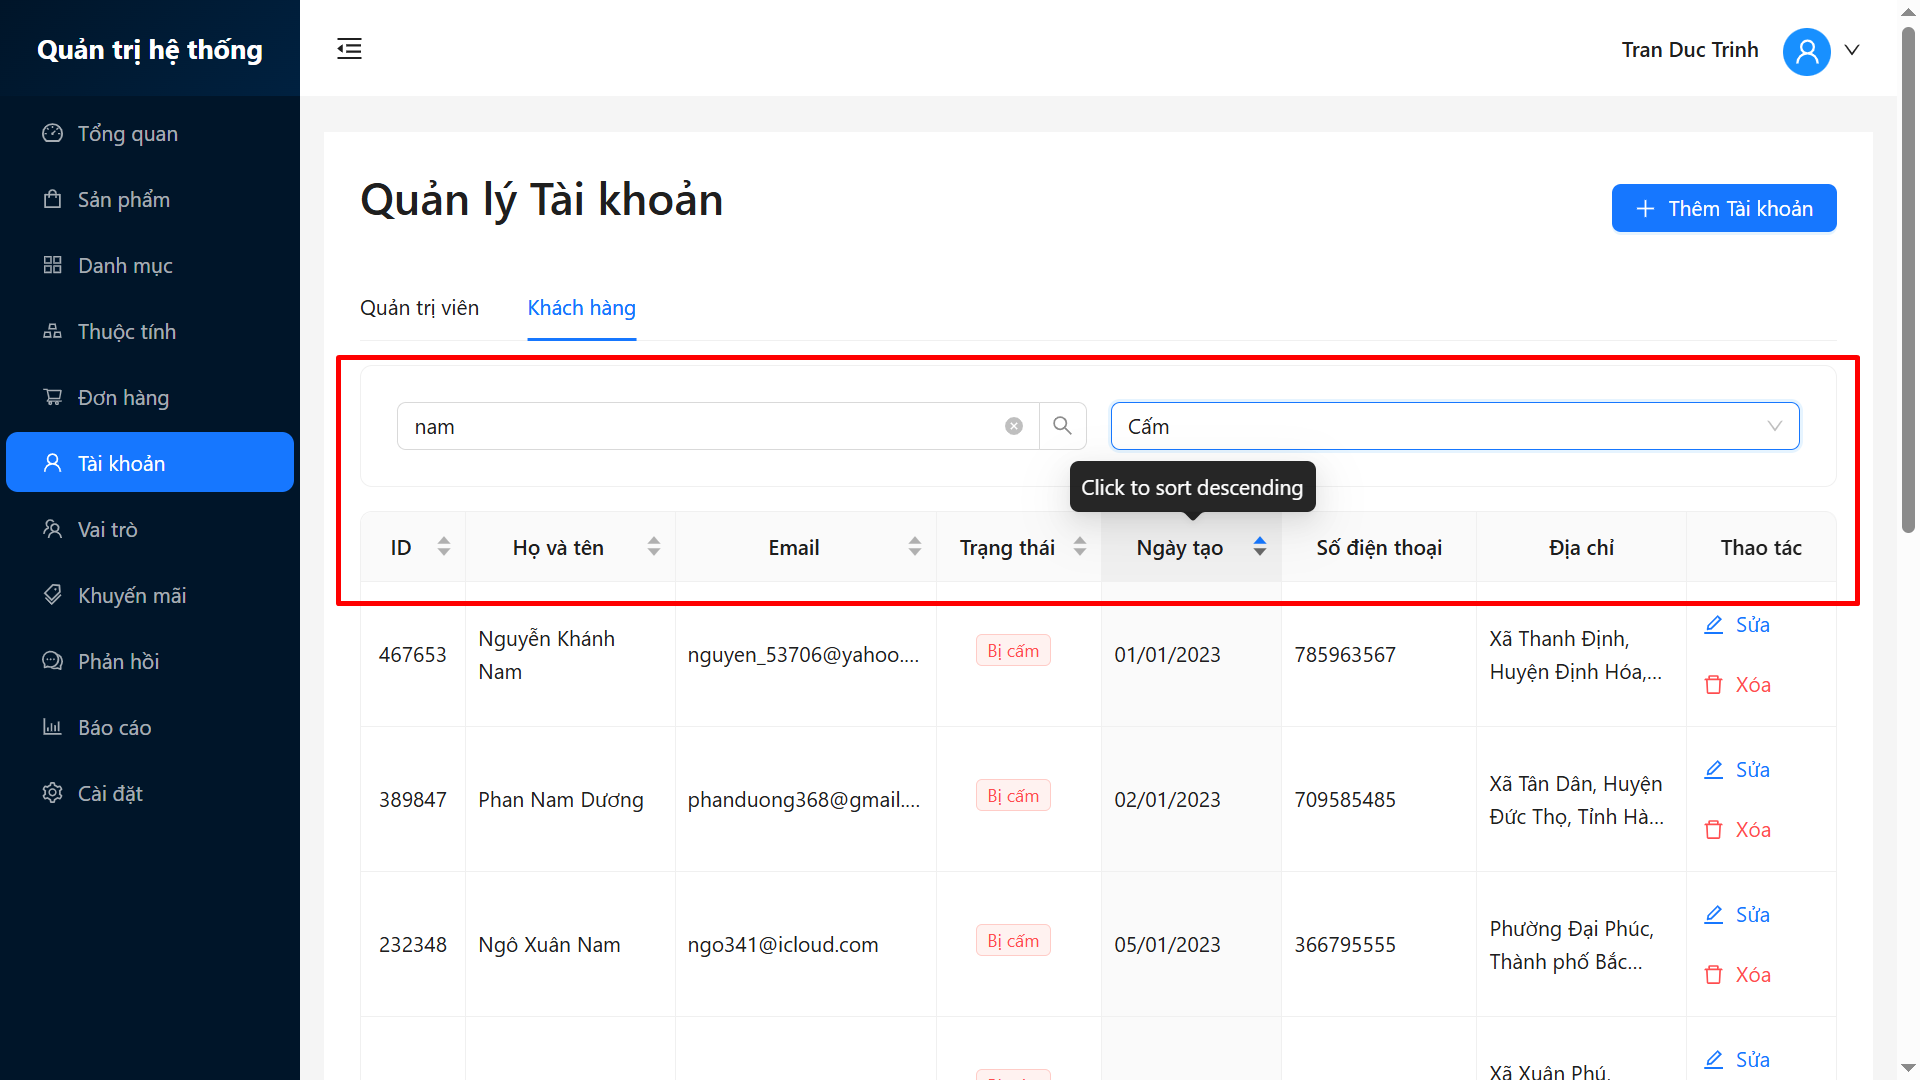 Quản trị hệ thống
Tran Duc Trinh
Tổng quan
Sản phẩm
Danh mục
Thuộc tính
Đơn hàng
Tài khoản
Vai trò
Khuyến mãi
Phản hồi
Báo cáo
Cài đặt
Quản lý Tài khoản
Thêm Tài khoản
Quản trị viên
Khách hàng
nam
Cấm
Click to sort descending
ID Họ và tên Email Trạng thái Ngày tạo Số điện thoại Địa chỉ Thao tác
467653 Nguyễn Khánh Nam nguyen_53706@yahoo.... Bị cấm 01/01/2023 785963567 Xã Thanh Định, Huyện Định Hóa,... Sửa Xóa
389847 Phan Nam Dương phanduong368@gmail.... Bị cấm 02/01/2023 709585485 Xã Tân Dân, Huyện Đức Thọ, Tỉnh Hà... Sửa Xóa
232348 Ngô Xuân Nam ngo341@icloud.com Bị cấm 05/01/2023 366795555 Phường Đại Phúc, Thành phố Bắc... Sửa Xóa
Xã Xuân Phú, Sửa